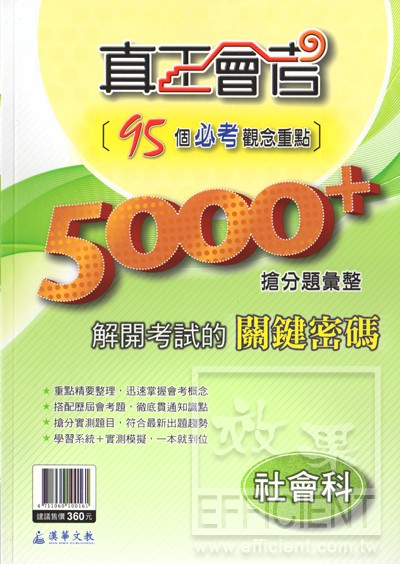 真正會考
〔95個必考觀念重點〕
5000+
搶分題彙整
解開考試的 關鍵密碼
★重點精要整理，迅速掌握會考概念
★搭配歷屆會考題，徹底貫通知識點
★搶分實測題目，符合最新出題趨勢
★學習系統＋實測模擬，一本就到位
建議售價360元
漢華文教
社會科
效果
EFFICIENT
www.efficient.com.tw